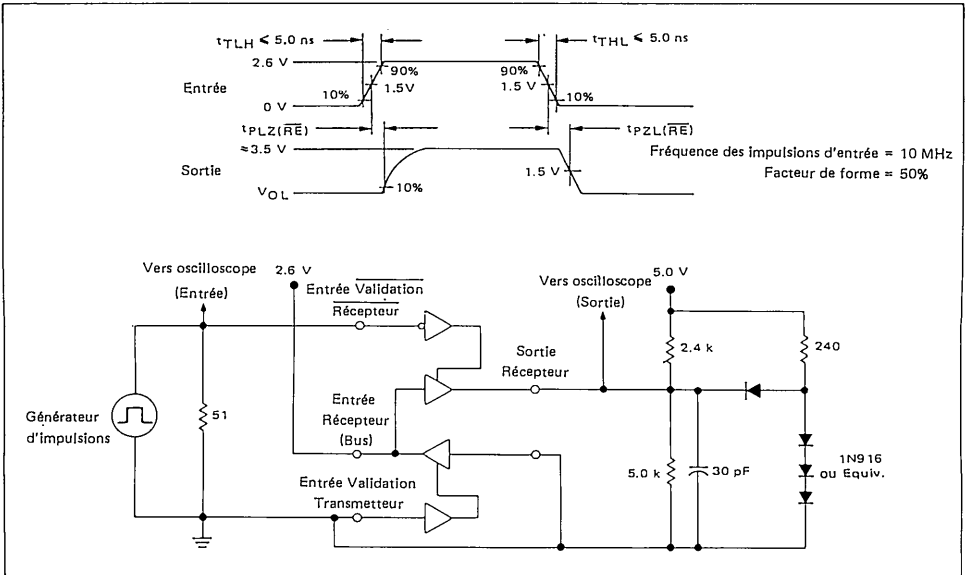 tTLH ≤ 5.0 ns
tTHL ≤ 5.0 ns
2.6 V
90%
90%
Entrée
1.5V
1.5 V
10%
10%
0 V
tPLZ(RE)
tPZL(RE)
≈3.5 V
Fréquence des impulsions d'entrée = 10 MHz
Sortie
1.5 V
Facteur de forme = 50%
VOL
10%
Vers oscilloscope
(Entrée)
2.6 V
Entrée Validation
Récepteur
Vers oscilloscope
(Sortie)
5.0 V
2.4 k
240
Sortie
Récepteur
Générateur
d'impulsions
51
Entrée
Récepteur
(Bus)
5.0 k
30 pF
1N916
ou Equiv.
Entrée Validation
Transmetteur